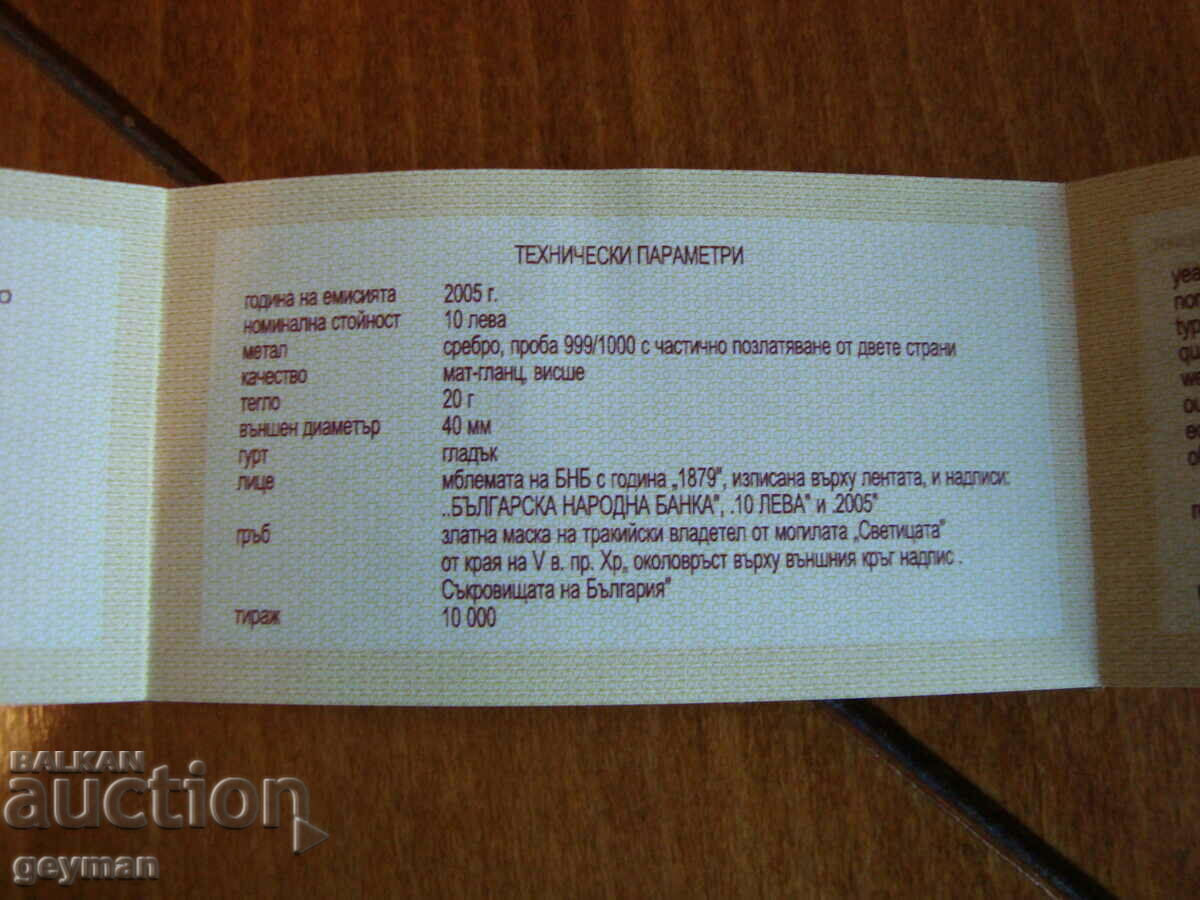 ТЕХНИЧЕСКИ ПАРАМЕТРИ
година на емисията 2005 г.
номинална стойност 10 лева
метал сребро, проба 999/1000 с частично позлатяване от двете страни
качество мат-гланц, висше
тегло 20 г
външен диаметър 40 мм
гурт гладък
лице мблемата на БНБ с година „1879", изписана върху лентата, и надписи:
..БЪЛГАРСКА НАРОДНА БАНКА", .10 ЛЕВА" и .2005"
гръб златна маска на тракийски владетел от могилата „Светицата"
от края на V в. пр. Хр„ околовръст върху външния кръг надпис .
Съкровищата на България"
тираж 10 000
BALKAN
auction
geyman